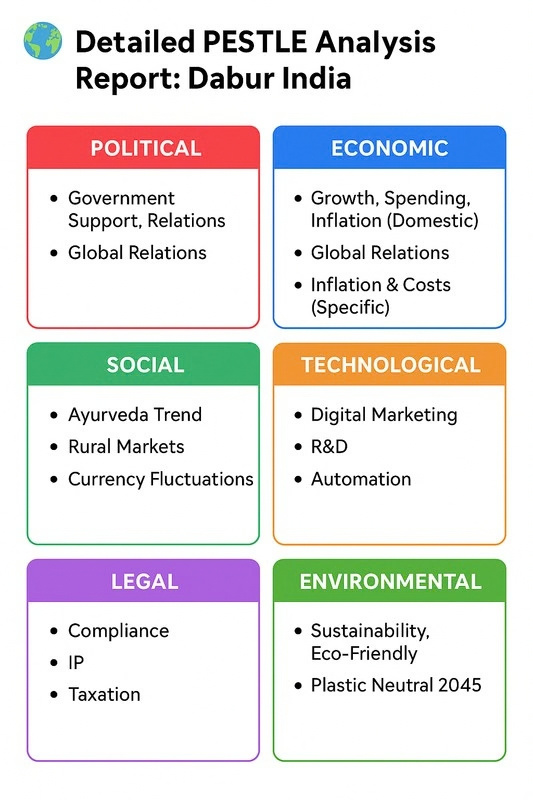 Detailed PESTLE Analysis
Report: Dabur India
POLITICAL
• Government
Support, Relations
• Global Relations
ECONOMIC
• Growth, Spending,
Inflation (Domestic)
• Global Relations
• Inflation & Costs
(Specific)
SOCIAL
• Ayurveda Trend
• Rural Markets
• Currency Fluctuations
TECHNOLOGICAL
• Digital Marketing
• R&D
• Automation
LEGAL
• Compliance
• IP
• Taxation
ENVIRONMENTAL
• Sustainability,
Eco-Friendly
• Plastic Neutral 2045